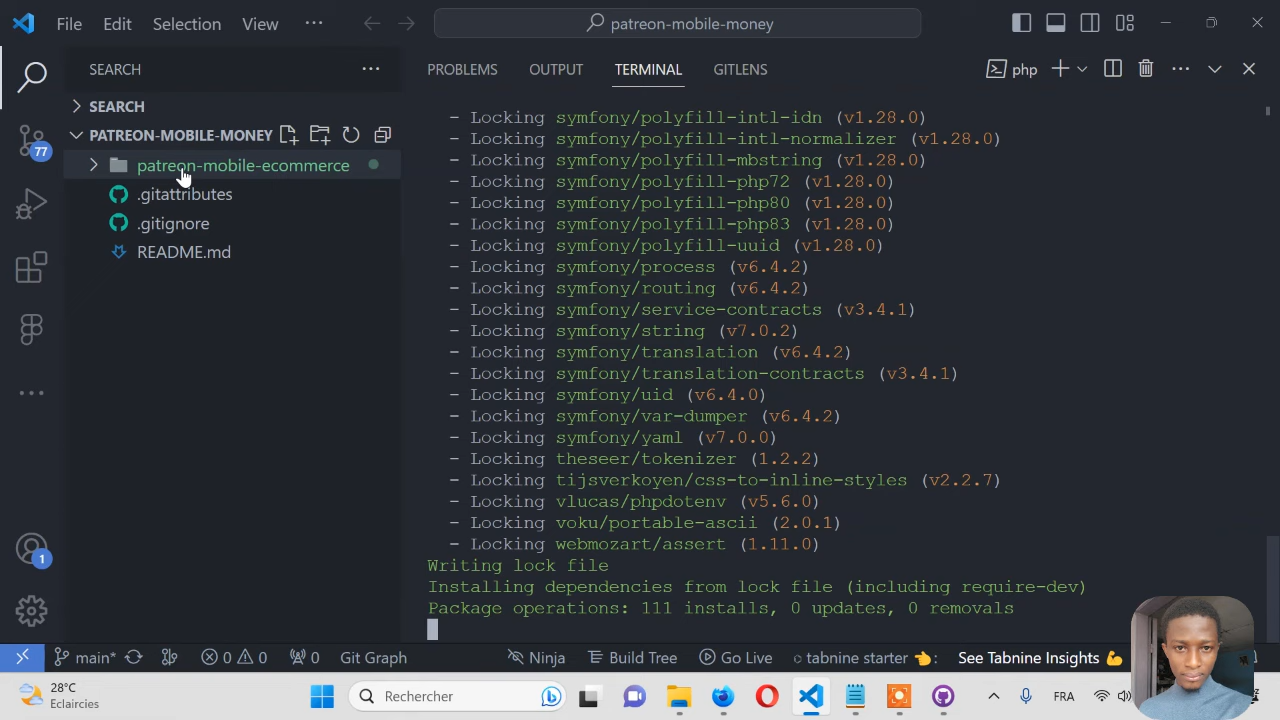 File Edit Selection View ··· patreon-mobile-money
SEARCH ···
SEARCH
PATREON-MOBILE-MONEY
patreon-mobile-ecommerce
.gitattributes
.gitignore
README.md
77
1
PROBLEMS OUTPUT TERMINAL GITLENS php
- Locking symfony/polyfill-intl-idn (v1.28.0)
- Locking symfony/polyfill-intl-normalizer (v1.28.0)
- Locking symfony/polyfill-mbstring (v1.28.0)
- Locking symfony/polyfill-php72 (v1.28.0)
- Locking symfony/polyfill-php80 (v1.28.0)
- Locking symfony/polyfill-php83 (v1.28.0)
- Locking symfony/polyfill-uuid (v1.28.0)
- Locking symfony/process (v6.4.2)
- Locking symfony/routing (v6.4.2)
- Locking symfony/service-contracts (v3.4.1)
- Locking symfony/string (v7.0.2)
- Locking symfony/translation (v6.4.2)
- Locking symfony/translation-contracts (v3.4.1)
- Locking symfony/uid (v6.4.0)
- Locking symfony/var-dumper (v6.4.2)
- Locking symfony/yaml (v7.0.0)
- Locking theseer/tokenizer (1.2.2)
- Locking tijsverkoyen/css-to-inline-styles (v2.2.7)
- Locking vlucas/phpdotenv (v5.6.0)
- Locking voku/portable-ascii (2.0.1)
- Locking webmozart/assert (1.11.0)
Writing lock file
Installing dependencies from lock file (including require-dev)
Package operations: 111 installs, 0 updates, 0 removals
main* 0 0 0 Git Graph Ninja Build Tree Go Live tabnine starter 👈: See Tabnine Insights 💪
28°C
Eclaircies
Rechercher
FRA